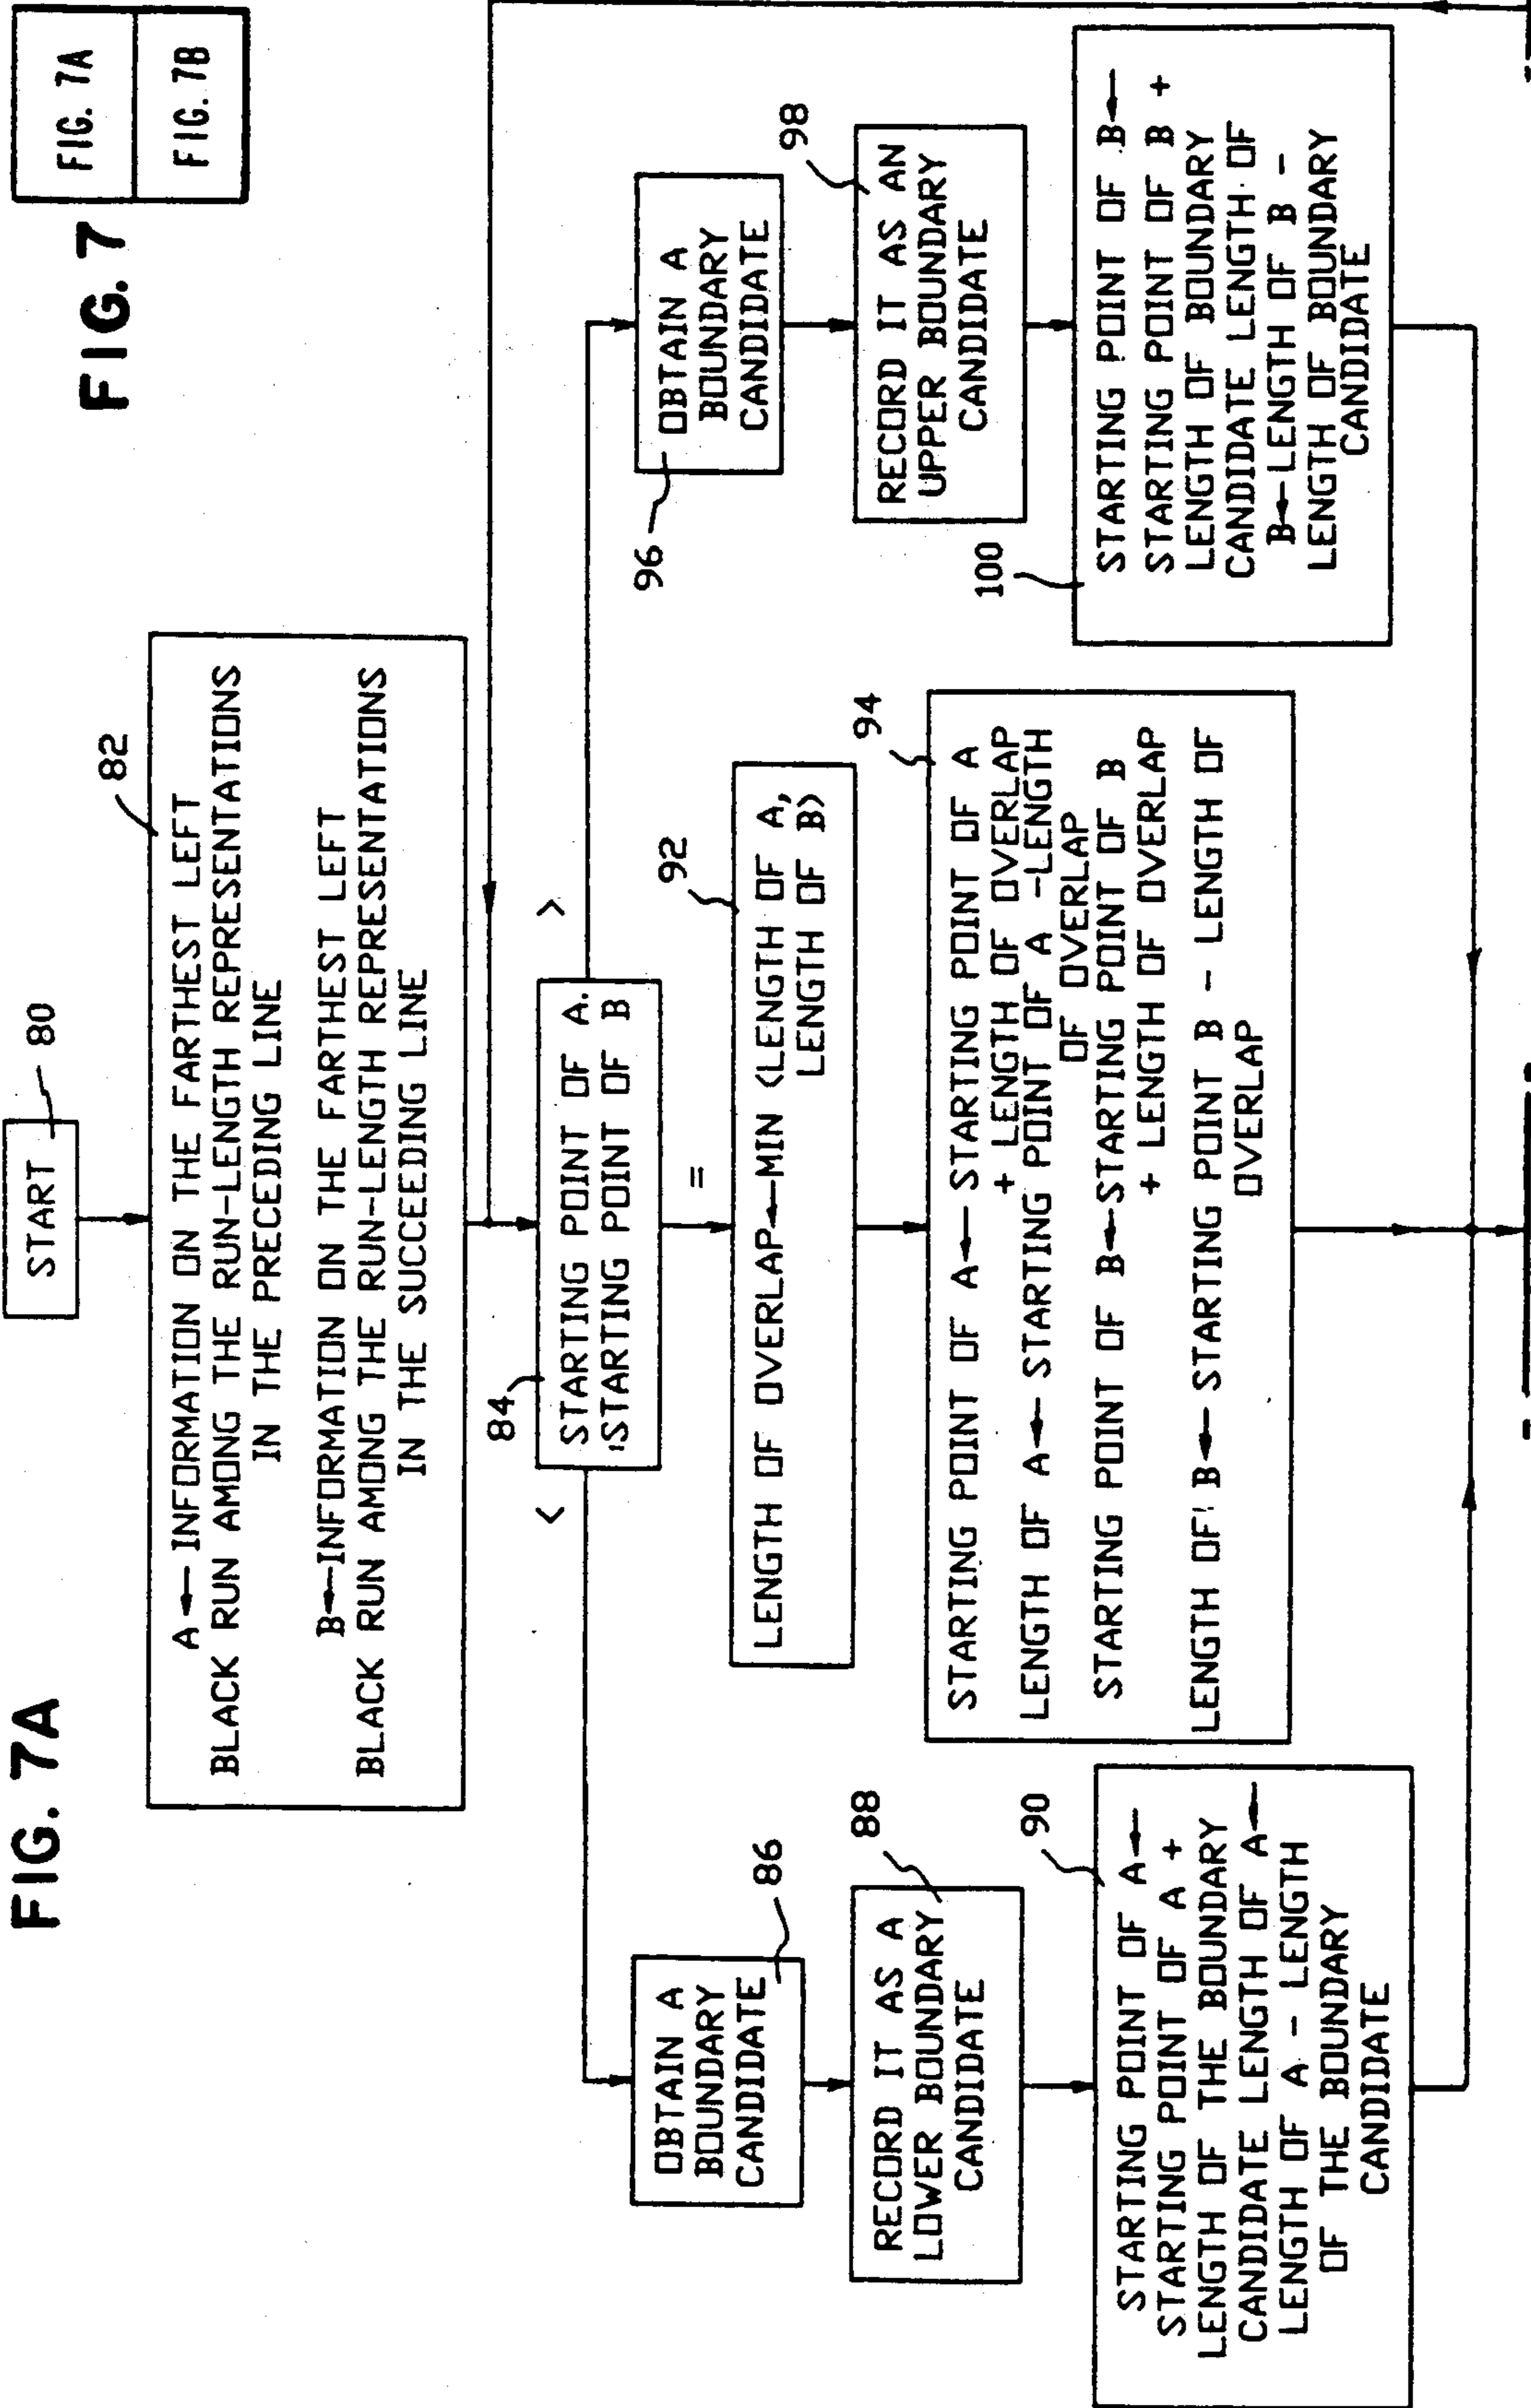 FIG. 7A
FIG. 7
FIG. 7A
FIG. 7B
START
80
82
A ← INFORMATION ON THE FARTHEST LEFT
BLACK RUN AMONG THE RUN-LENGTH REPRESENTATIONS
IN THE PRECEDING LINE
B ← INFORMATION ON THE FARTHEST LEFT
BLACK RUN AMONG THE RUN-LENGTH REPRESENTATIONS
IN THE SUCCEEDING LINE
84
STARTING POINT OF A.
STARTING POINT OF B
<
=
>
86
OBTAIN A
BOUNDARY
CANDIDATE
88
RECORD IT AS A
LOWER BOUNDARY
CANDIDATE
90
STARTING POINT OF A ←
STARTING POINT OF A +
LENGTH OF THE BOUNDARY
CANDIDATE LENGTH OF A ←
LENGTH OF A - LENGTH
OF THE BOUNDARY
CANDIDATE
92
LENGTH OF OVERLAP ← MIN (LENGTH OF A,
LENGTH OF B)
94
STARTING POINT OF A ← STARTING POINT OF A
+ LENGTH OF OVERLAP
LENGTH OF A ← STARTING POINT OF A -LENGTH
OF OVERLAP
STARTING POINT OF B ← STARTING POINT OF B
+ LENGTH OF OVERLAP
LENGTH OF B ← STARTING POINT B - LENGTH OF
OVERLAP
96
OBTAIN A
BOUNDARY
CANDIDATE
98
RECORD IT AS AN
UPPER BOUNDARY
CANDIDATE
100
STARTING POINT OF B ←
STARTING POINT OF B +
LENGTH OF BOUNDARY
CANDIDATE LENGTH OF
B ← LENGTH OF B -
LENGTH OF BOUNDARY
CANDIDATE